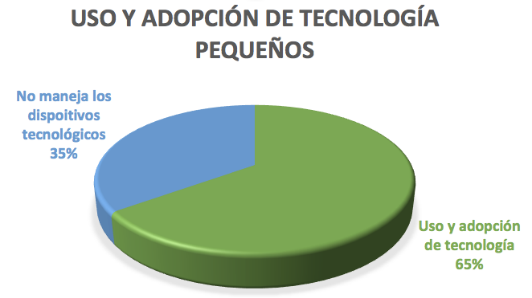 USO Y ADOPCIÓN DE TECNOLOGÍA
PEQUEÑOS
No maneja los
dispoitivos
tecnológicos
35%
Uso y adopción
de tecnología
65%